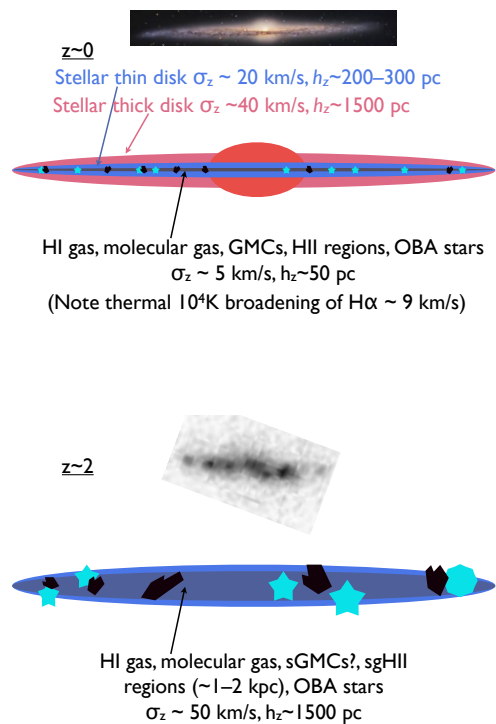 z~0
Stellar thin disk σz ~ 20 km/s, hz~200–300 pc
Stellar thick disk σz ~40 km/s, hz~1500 pc
HI gas, molecular gas, GMCs, HII regions, OBA stars
σz ~ 5 km/s, hz~50 pc
(Note thermal 10⁴K broadening of Hα ~ 9 km/s)
z~2
HI gas, molecular gas, sGMCs?, sgHII
regions (~1–2 kpc), OBA stars
σz ~ 50 km/s, hz~1500 pc